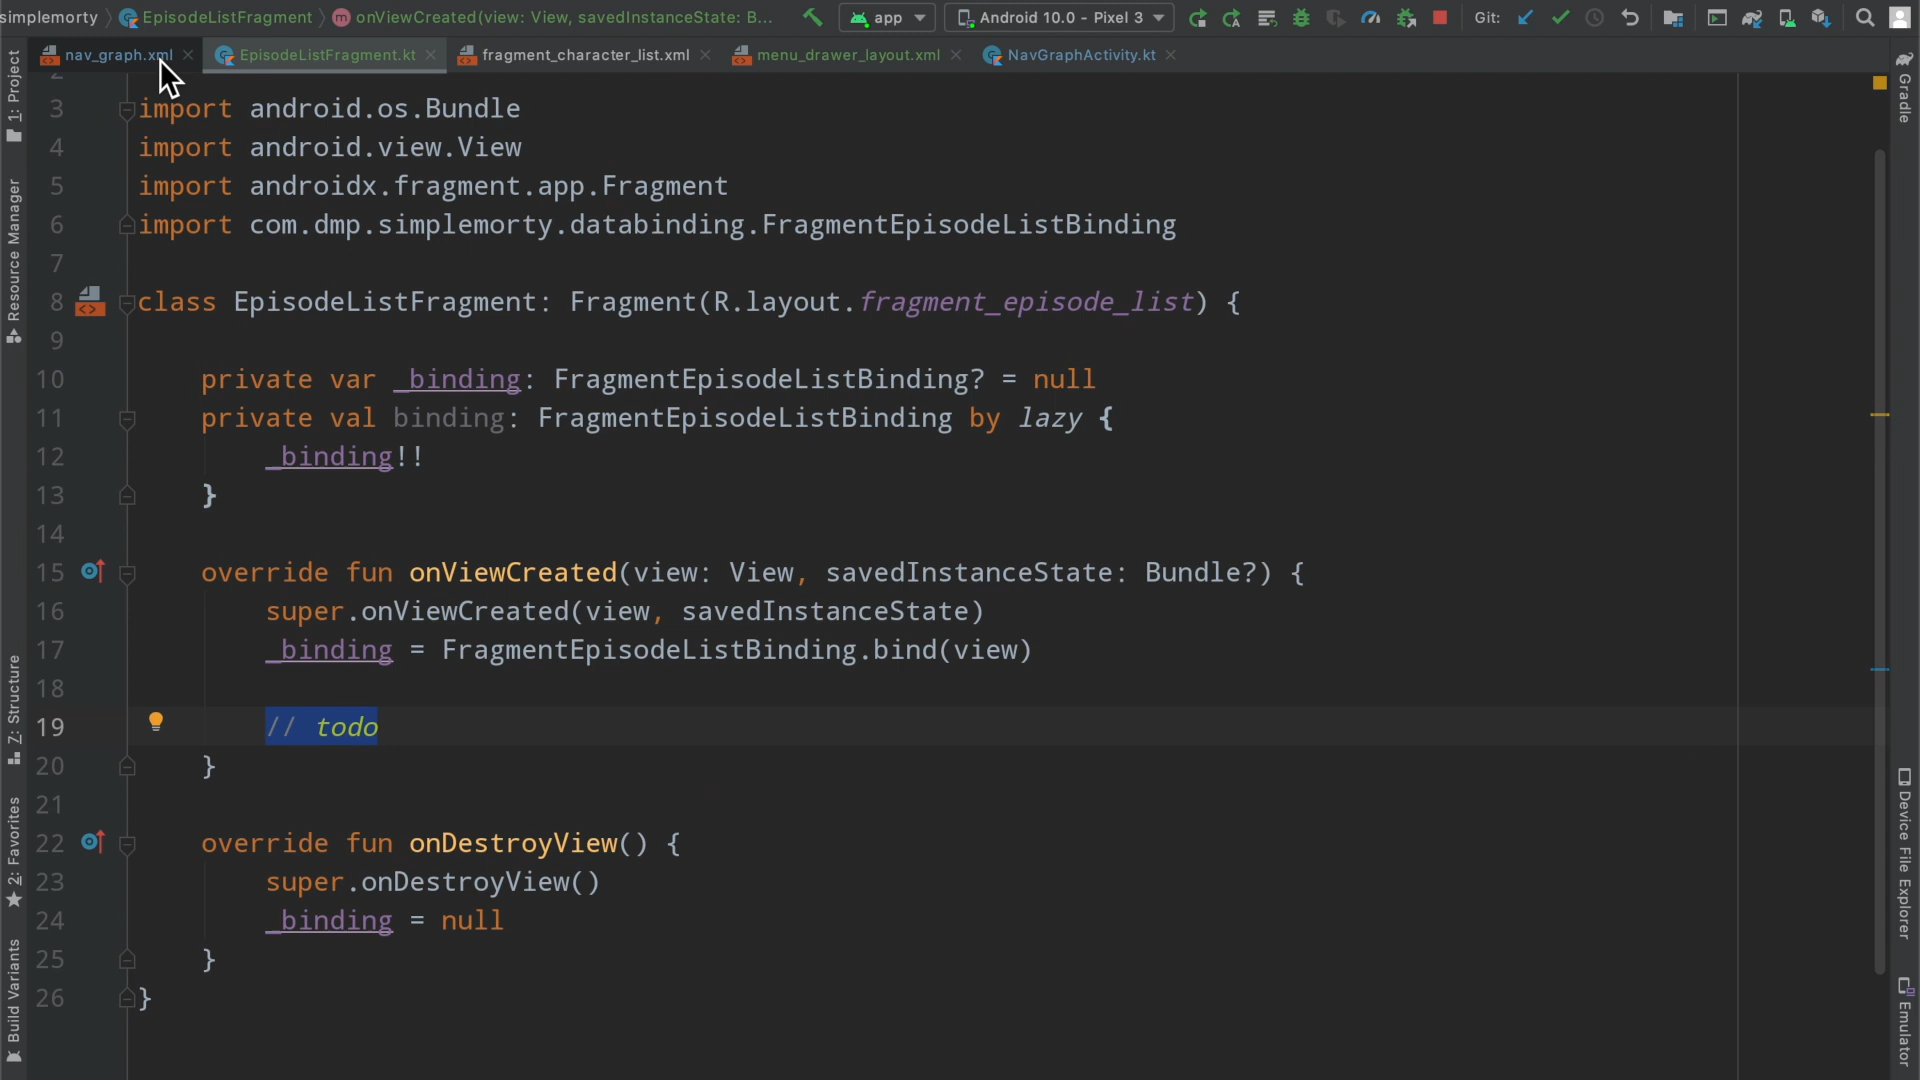 simplemorty EpisodeListFragment onViewCreated(view: View, savedInstanceState: B... app Android 10.0 - Pixel 3 Git:
nav_graph.xml EpisodeListFragment.kt fragment_character_list.xml menu_drawer_layout.xml NavGraphActivity.kt
1: Project
Resource Manager
Z: Structure
2: Favorites
Build Variants
2
3 import android.os.Bundle
4 import android.view.View
5 import androidx.fragment.app.Fragment
6 import com.dmp.simplemorty.databinding.FragmentEpisodeListBinding
7
8 class EpisodeListFragment: Fragment(R.layout.fragment_episode_list) {
9
10 private var _binding: FragmentEpisodeListBinding? = null
11 private val binding: FragmentEpisodeListBinding by lazy {
12 _binding!!
13 }
14
15 override fun onViewCreated(view: View, savedInstanceState: Bundle?) {
16 super.onViewCreated(view, savedInstanceState)
17 _binding = FragmentEpisodeListBinding.bind(view)
18
19 // todo
20 }
21
22 override fun onDestroyView() {
23 super.onDestroyView()
24 _binding = null
25 }
26 }
Gradle
Device File Explorer
Emulator